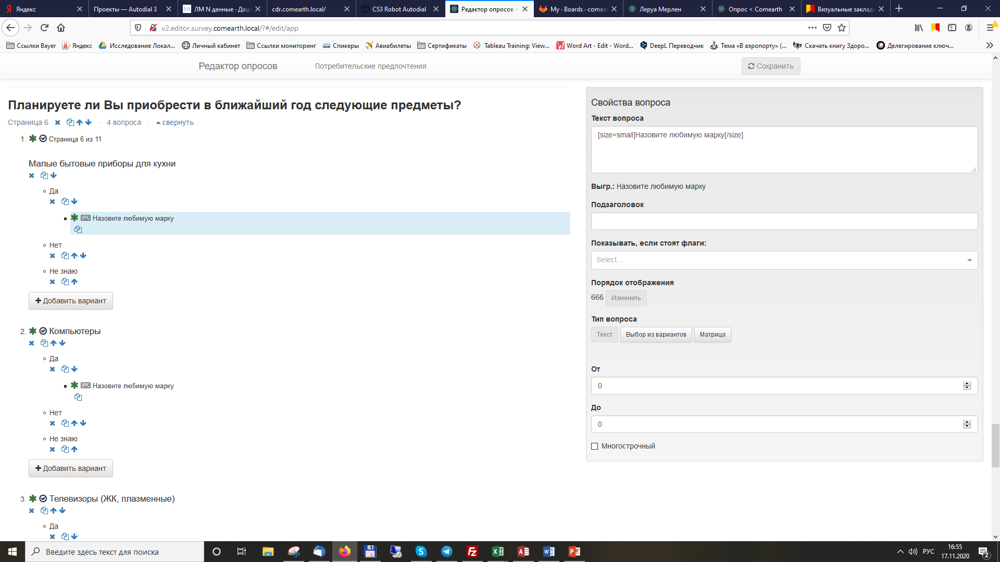 Яндекс
Проекты — Autodial 3
ЛМ N данные · Даш
cdr.comearth.local/
CS3 Robot Autodial
Редактор опросов
My · Boards · comear
Леруа Мерлен
Опрос < Comearth
Визуальные заклад
v2.editor.survey.comearth.local/?#/edit/app
Ссылки Bayer
Яндекс
Исследование Локал...
Личный кабинет
Ссылки мониторинг
Спикеры
Авиабилеты
Сертификаты
Tableau Training: View...
Word Art - Edit - Word...
DeepL Переводчик
Тема «В аэропорту» (...
Скачать книгу Здоро...
Делегирование ключ...
Редактор опросов
Потребительские предпочтения
Сохранить
Планируете ли Вы приобрести в ближайший год следующие предметы?
Страница 6 · 4 вопроса · свернуть
1. Страница 6 из 11
Малые бытовые приборы для кухни
Да
Назовите любимую марку
Нет
Не знаю
Добавить вариант
2. Компьютеры
Да
Назовите любимую марку
Нет
Не знаю
Добавить вариант
3. Телевизоры (ЖК, плазменные)
Да
Свойства вопроса
Текст вопроса
[size=small]Назовите любимую марку[/size]
Выгр.: Назовите любимую марку
Подзаголовок
Показывать, если стоят флаги:
Select...
Порядок отображения
666 Изменить
Тип вопроса
Текст Выбор из вариантов Матрица
От
0
До
0
Многострочный
Введите здесь текст для поиска
РУС
16:55
17.11.2020
2